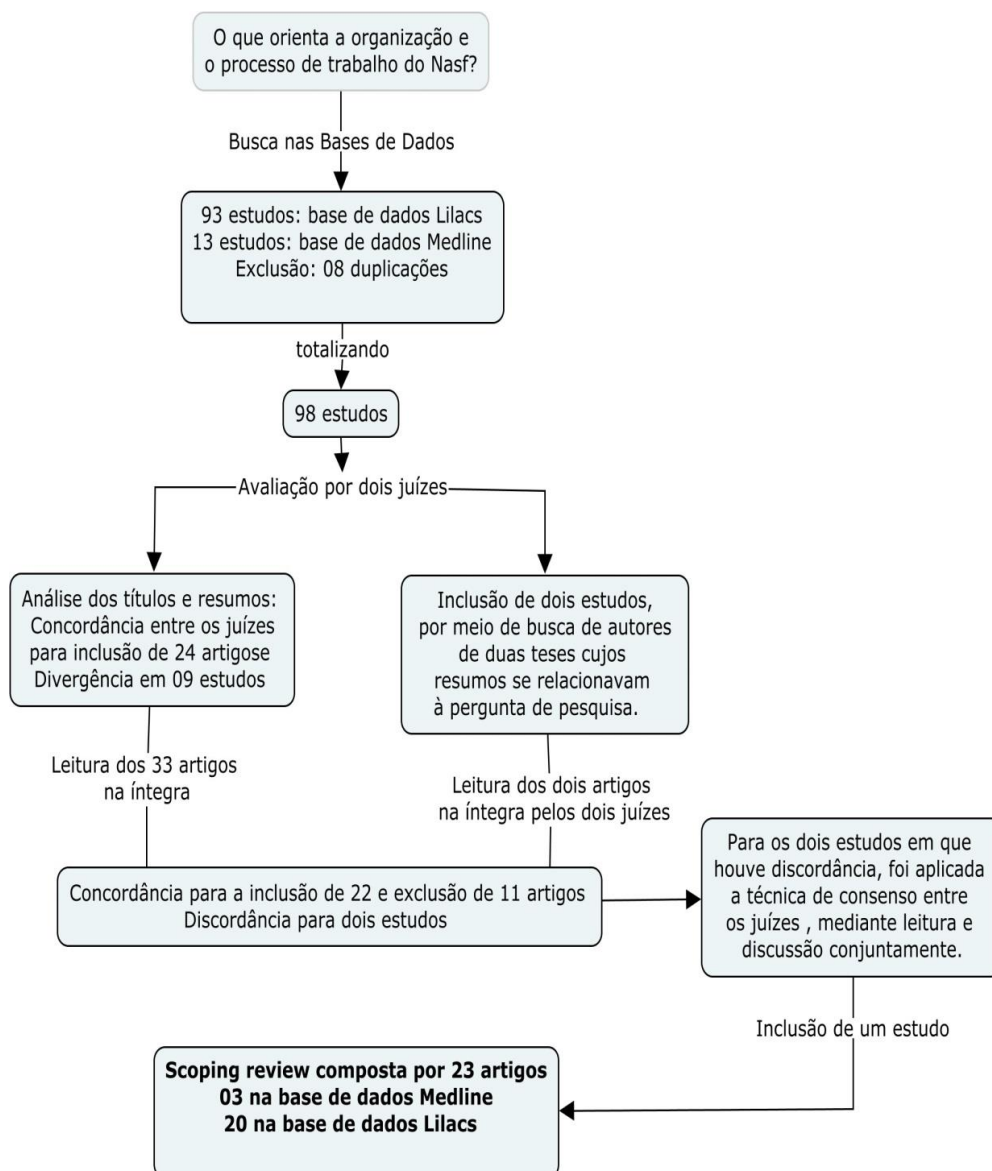 O que orienta a organização e
o processo de trabalho do Nasf?
Busca nas Bases de Dados
93 estudos: base de dados Lilacs
13 estudos: base de dados Medline
Exclusão: 08 duplicações
totalizando
98 estudos
Avaliação por dois juízes
Análise dos títulos e resumos:
Concordância entre os juízes
para inclusão de 24 artigose
Divergência em 09 estudos
Inclusão de dois estudos,
por meio de busca de autores
de duas teses cujos
resumos se relacionavam
à pergunta de pesquisa.
Leitura dos 33 artigos
na íntegra
Leitura dos dois artigos
na íntegra pelos dois juízes
Concordância para a inclusão de 22 e exclusão de 11 artigos
Discordância para dois estudos
Para os dois estudos em que
houve discordância, foi aplicada
a técnica de consenso entre
os juízes , mediante leitura e
discussão conjuntamente.
Inclusão de um estudo
Scoping review composta por 23 artigos
03 na base de dados Medline
20 na base de dados Lilacs